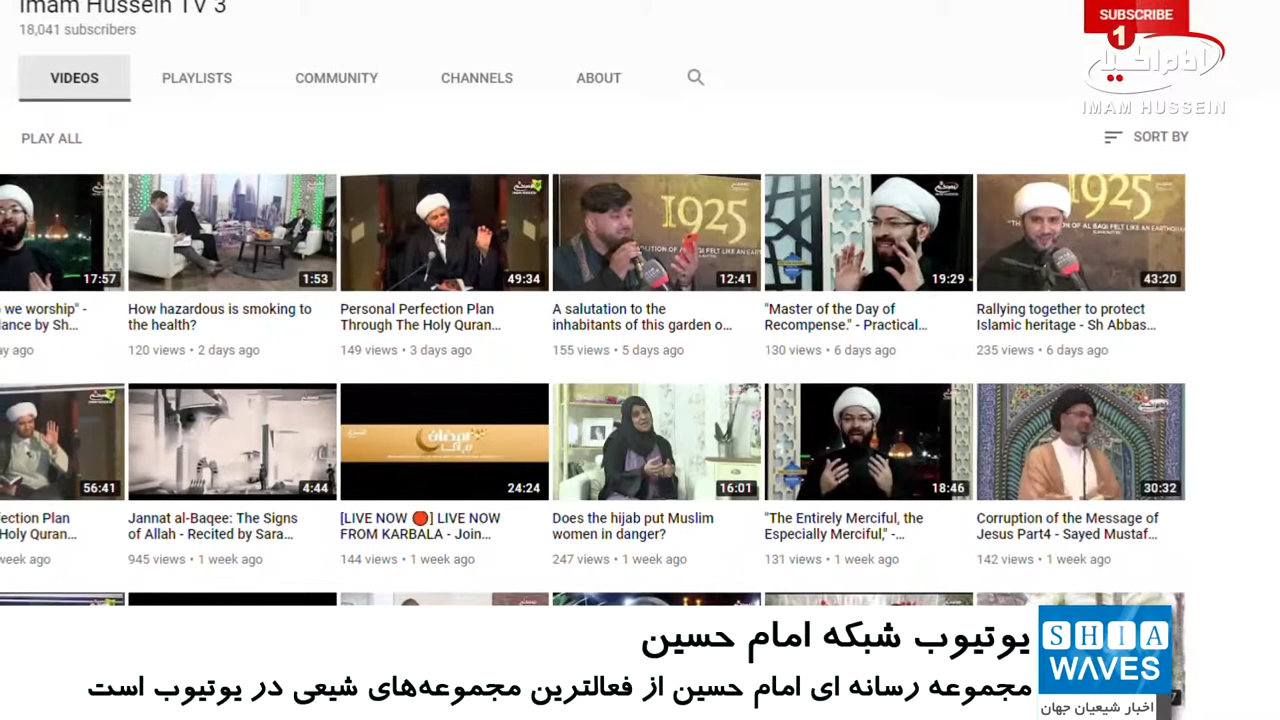 Imam Hussein TV 3
18,041 subscribers
SUBSCRIBE
1
IMAM HUSSEIN
VIDEOS
PLAYLISTS
COMMUNITY
CHANNELS
ABOUT
PLAY ALL
SORT BY
17:57
1:53
49:34
1925
12:41
19:29
1925
43:20
we worship" -
ance by Sh...
ay ago
How hazardous is smoking to
the health?
120 views • 2 days ago
Personal Perfection Plan
Through The Holy Quran...
149 views • 3 days ago
A salutation to the
inhabitants of this garden o...
155 views • 5 days ago
"Master of the Day of
Recompense." - Practical...
130 views • 6 days ago
Rallying together to protect
Islamic heritage - Sh Abbas...
235 views • 6 days ago
56:41
4:44
24:24
16:01
18:46
30:32
fection Plan
Holy Quran...
week ago
Jannat al-Baqee: The Signs
of Allah - Recited by Sara...
945 views • 1 week ago
[LIVE NOW 🔴] LIVE NOW
FROM KARBALA - Join...
144 views • 1 week ago
Does the hijab put Muslim
women in danger?
247 views • 1 week ago
"The Entirely Merciful, the
Especially Merciful," -...
131 views • 1 week ago
Corruption of the Message of
Jesus Part4 - Sayed Mustaf...
142 views • 1 week ago
یوتیوب شبکه امام حسین
مجموعه رسانه ای امام حسین از فعالترین مجموعه‌های شیعی در یوتیوب است
SHIA
WAVES
اخبار شیعیان جهان